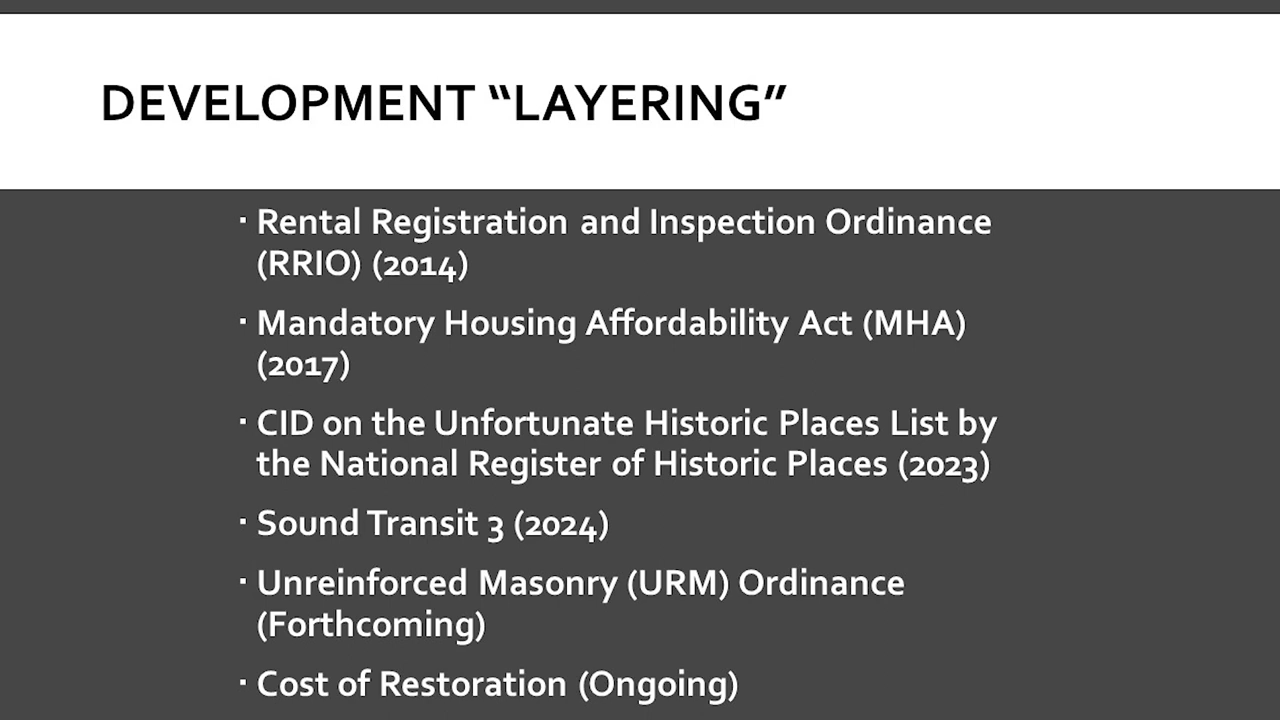 DEVELOPMENT “LAYERING”
▪ Rental Registration and Inspection Ordinance
(RRIO) (2014)
▪ Mandatory Housing Affordability Act (MHA)
(2017)
▪ CID on the Unfortunate Historic Places List by
the National Register of Historic Places (2023)
▪ Sound Transit 3 (2024)
▪ Unreinforced Masonry (URM) Ordinance
(Forthcoming)
▪ Cost of Restoration (Ongoing)